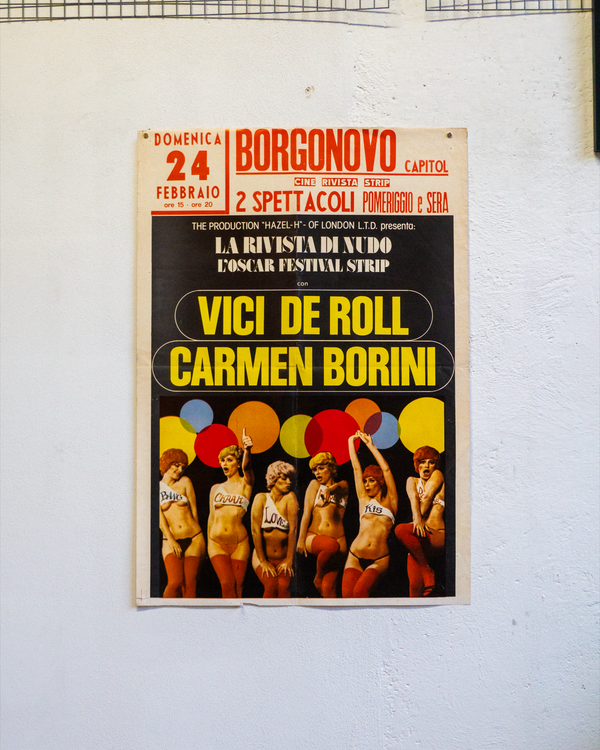 DOMENICA
24
FEBBRAIO
ore 15 - ore 20
BORGONOVO CAPITOL
CINE RIVISTA STRIP
2 SPETTACOLI POMERIGGIO e SERA
THE PRODUCTION "HAZEL-H"- OF LONDON L.T.D. presenta:
LA RIVISTA DI NUDO
L'OSCAR FESTIVAL STRIP
con
VICI DE ROLL
CARMEN BORINI
Love
Kis